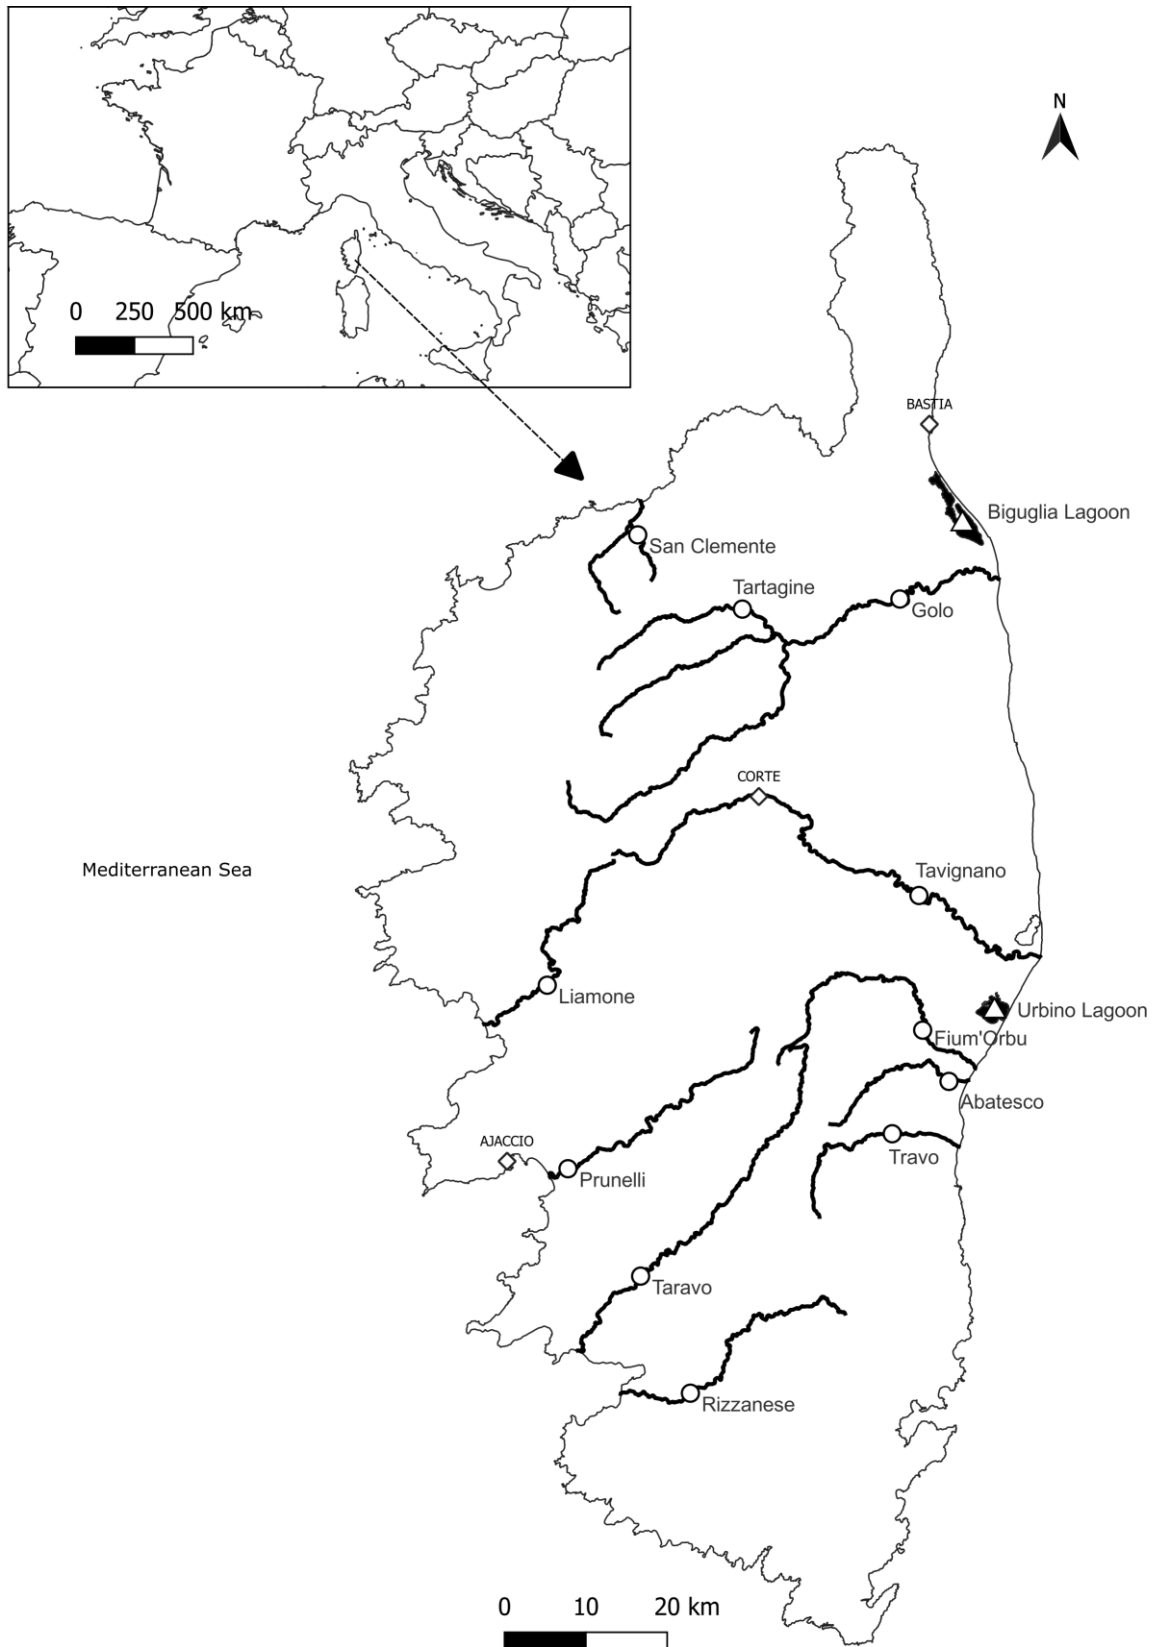 0 250 500 km
N
BASTIA
Biguglia Lagoon
San Clemente
Tartagine
Golo
CORTE
Mediterranean Sea
Tavignano
Liamone
Urbino Lagoon
Fium'Orbu
Abatesco
AJACCIO
Travo
Prunelli
Taravo
Rizzanese
0 10 20 km